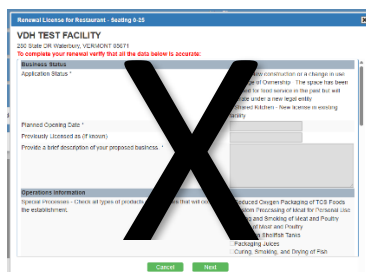 Renewal License for Restaurant - Seating 0-25
VDH TEST FACILITY
280 State DR Waterbury, VERMONT 05671
To complete your renewal verify that all the data below is accurate:
Business Status
Application Status *
new construction or a change in use
of Ownership - The space has been
for food service in the past but will
under a new legal entity
Shared Kitchen - New license in existing
Planned Opening Date *
Previously Licensed as (if known)
Provide a brief description of your proposed business. *
Operations Information
Special Processes - Check all types of products
the establishment.
Reduced Oxygen Packaging of TCS Foods
Processing of Meat for Personal Use
and Smoking of Meat and Poultry
of Meat and Poultry
Shellfish Tanks
Packaging Juices
Curing, Smoking, and Drying of Fish
Cancel Next